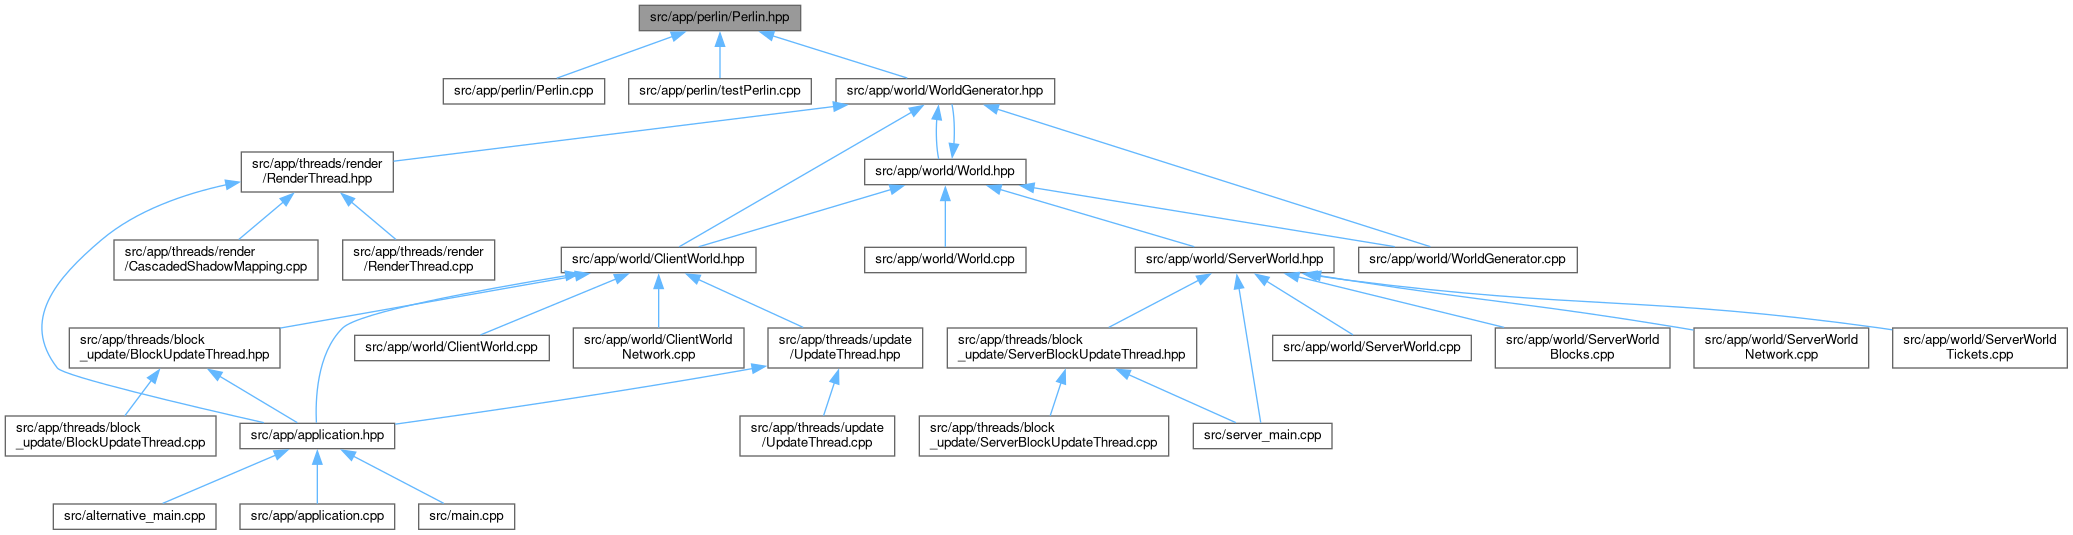 src/app/perlin/Perlin.hpp
src/app/perlin/Perlin.cpp
src/app/perlin/testPerlin.cpp
src/app/world/WorldGenerator.hpp
src/app/threads/render
/RenderThread.hpp
src/app/world/World.hpp
src/app/threads/render
/CascadedShadowMapping.cpp
src/app/threads/render
/RenderThread.cpp
src/app/world/ClientWorld.hpp
src/app/world/World.cpp
src/app/world/ServerWorld.hpp
src/app/world/WorldGenerator.cpp
src/app/threads/block
_update/BlockUpdateThread.hpp
src/app/world/ClientWorld.cpp
src/app/world/ClientWorld
Network.cpp
src/app/threads/update
/UpdateThread.hpp
src/app/threads/block
_update/ServerBlockUpdateThread.hpp
src/app/world/ServerWorld.cpp
src/app/world/ServerWorld
Blocks.cpp
src/app/world/ServerWorld
Network.cpp
src/app/world/ServerWorld
Tickets.cpp
src/app/threads/block
_update/BlockUpdateThread.cpp
src/app/application.hpp
src/app/threads/update
/UpdateThread.cpp
src/app/threads/block
_update/ServerBlockUpdateThread.cpp
src/server_main.cpp
src/alternative_main.cpp
src/app/application.cpp
src/main.cpp